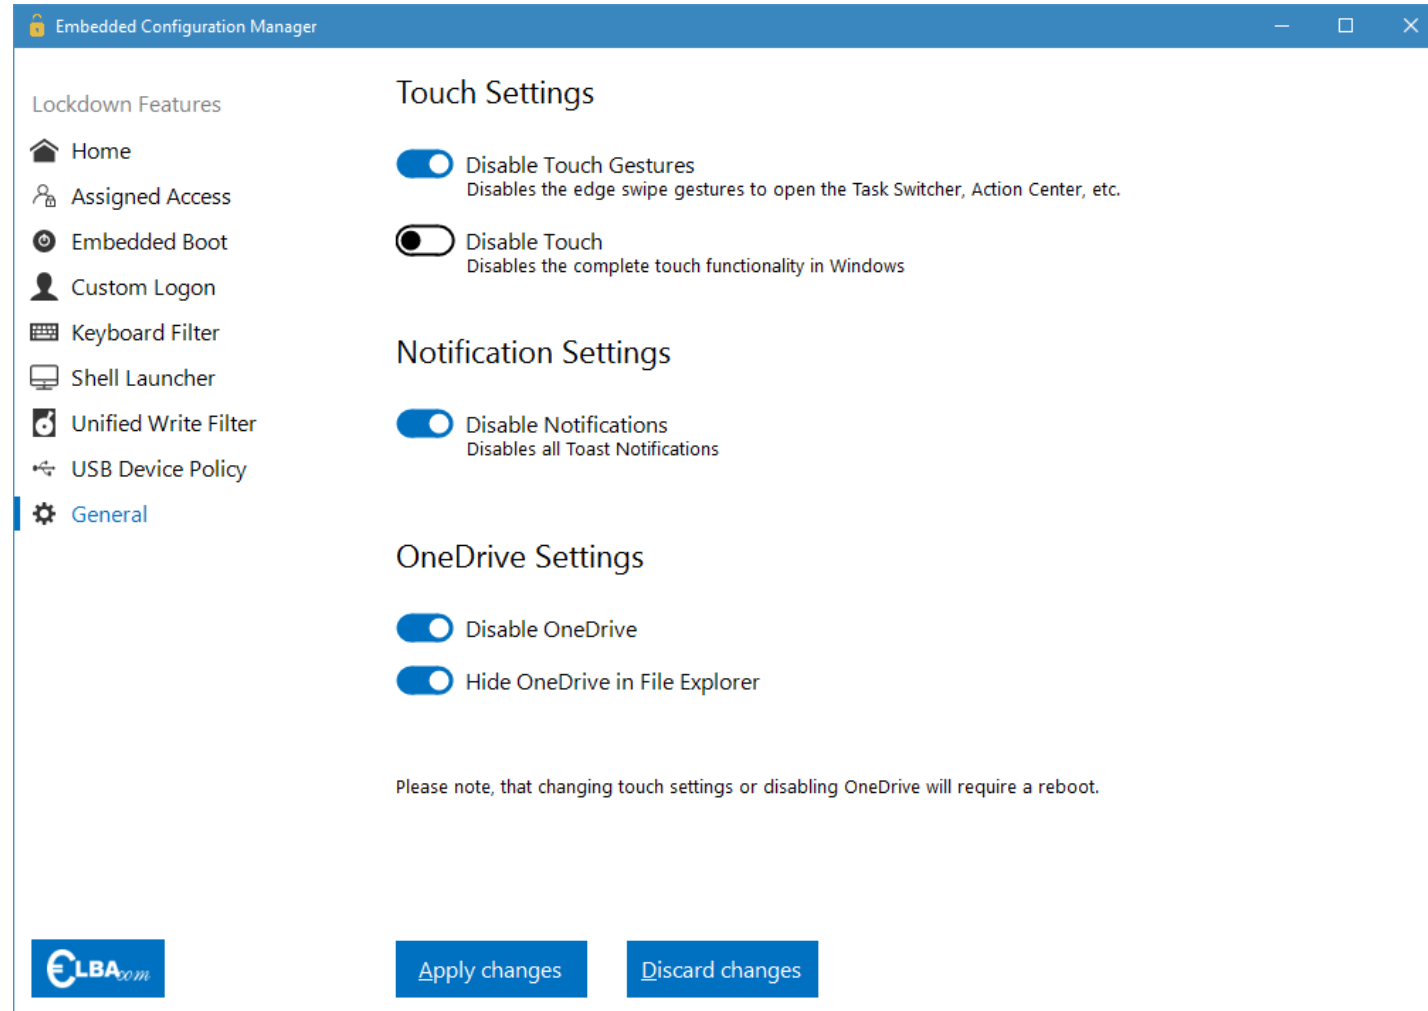 Embedded Configuration Manager
Lockdown Features
Home
Assigned Access
Embedded Boot
Custom Logon
Keyboard Filter
Shell Launcher
Unified Write Filter
USB Device Policy
General
Touch Settings
Disable Touch Gestures
Disables the edge swipe gestures to open the Task Switcher, Action Center, etc.
Disable Touch
Disables the complete touch functionality in Windows
Notification Settings
Disable Notifications
Disables all Toast Notifications
OneDrive Settings
Disable OneDrive
Hide OneDrive in File Explorer
Please note, that changing touch settings or disabling OneDrive will require a reboot.
€LBAcom
Apply changes
Discard changes